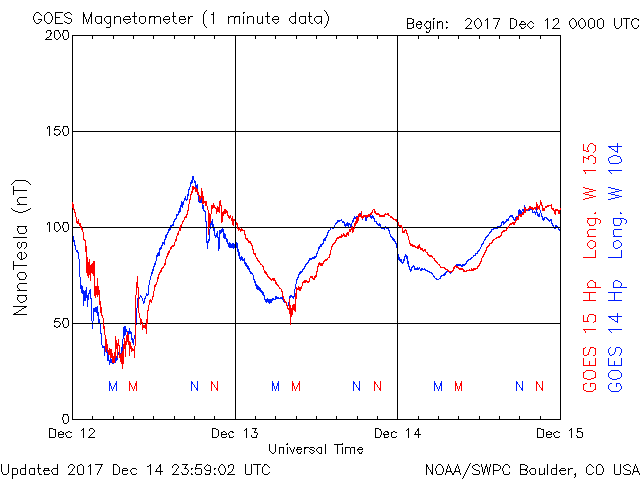 GOES Magnetometer (1 minute data)
Begin: 2017 Dec 12 0000 UTC
200
150
100
50
0
NanoTesla (nT)
M M N N M M N N M M N N
Dec 12 Dec 13 Dec 14 Dec 15
Universal Time
GOES 15 Hp Long. W 135
GOES 14 Hp Long. W 104
Updated 2017 Dec 14 23:59:02 UTC
NOAA/SWPC Boulder, CO USA